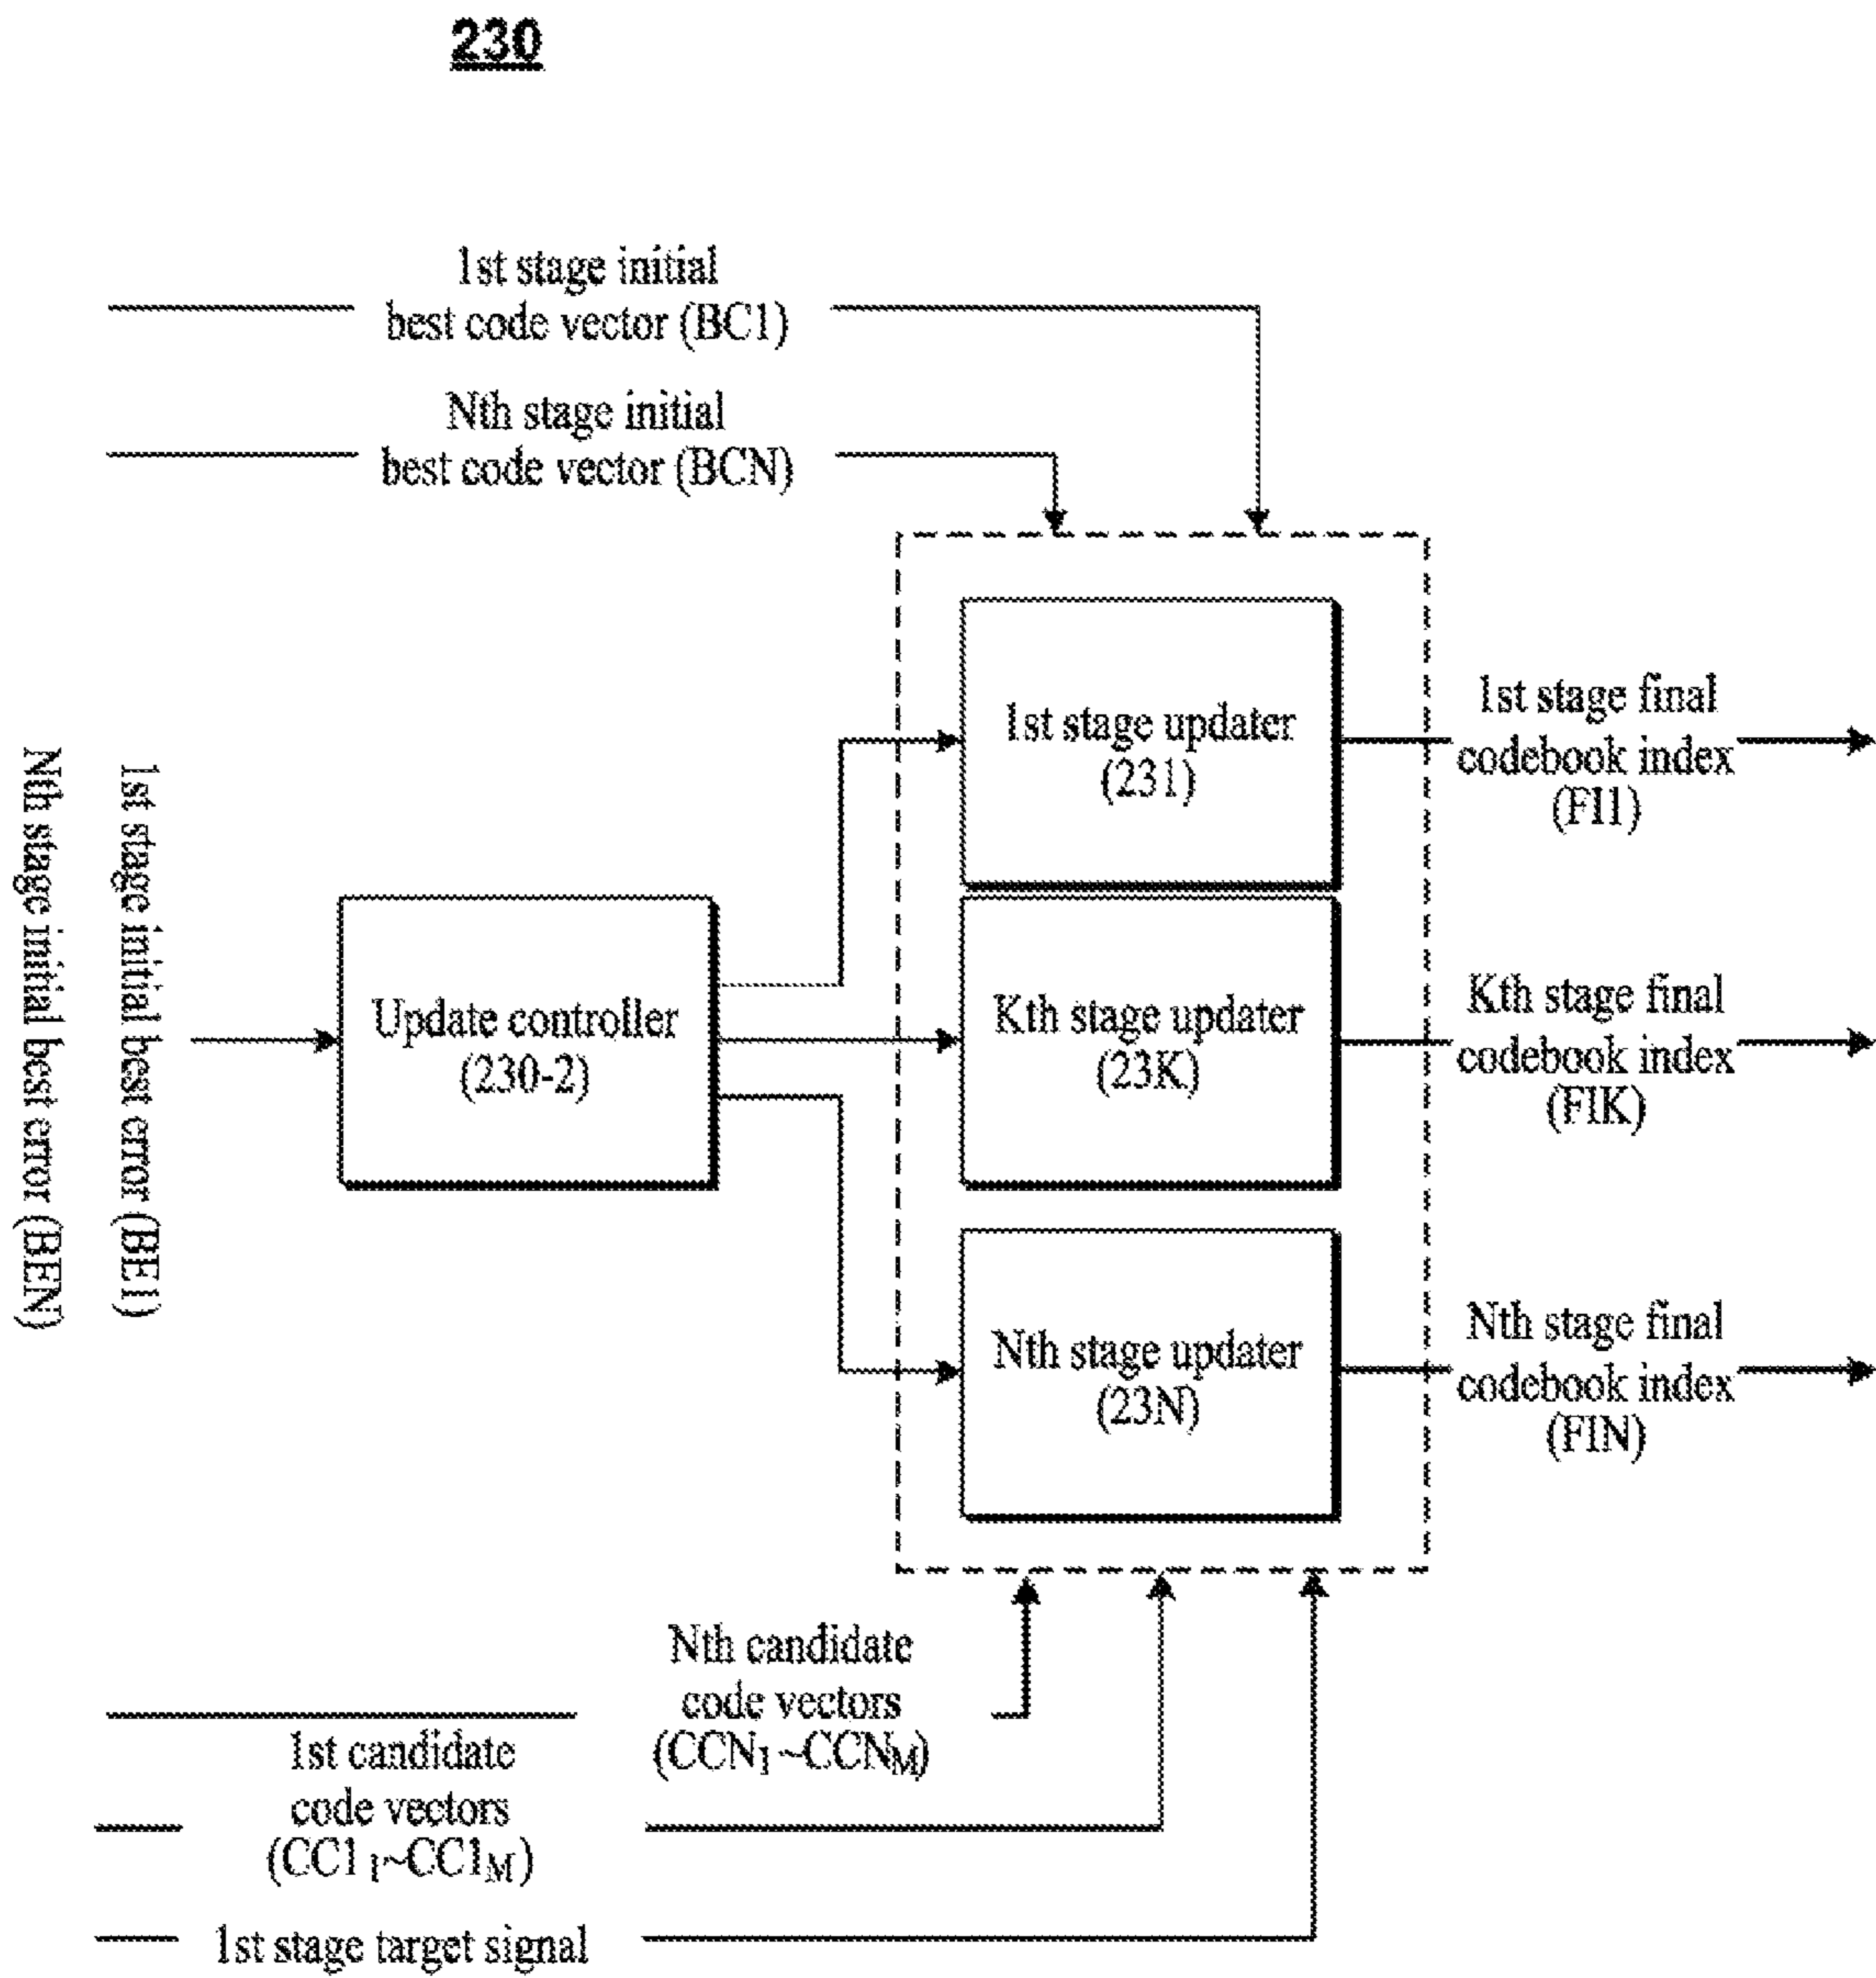 230
1st stage initial
best code vector (BC1)
Nth stage initial
best code vector (BCN)
1st stage updater
(231)
1st stage final
codebook index
(FI1)
Nth stage initial best error (BEN)
1st stage initial best error (BE1)
Update controller
(230-2)
Kth stage updater
(23K)
Kth stage final
codebook index
(FIK)
Nth stage updater
(23N)
Nth stage final
codebook index
(FIN)
Nth candidate
code vectors
(CCN1~CCNM)
1st candidate
code vectors
(CC11~CC1M)
1st stage target signal